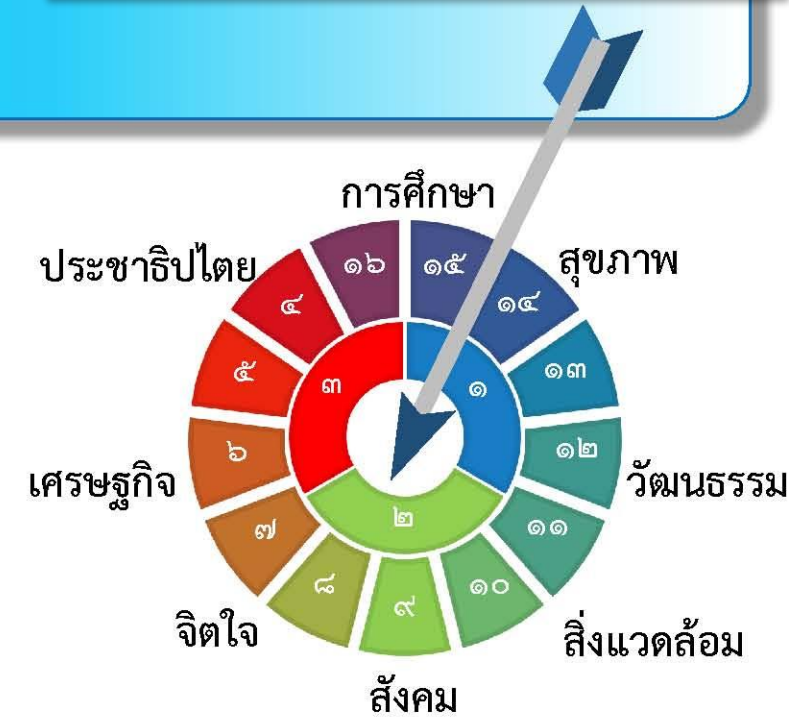 การศึกษา
ประชาธิปไตย
สุขภาพ
๑๖
๑๕
๔
๑๔
๕
๓
๑
๑๓
๖
๑๒
เศรษฐกิจ
วัฒนธรรม
๗
๒
๑๑
๘
๙
๑๐
จิตใจ
สิ่งแวดล้อม
สังคม